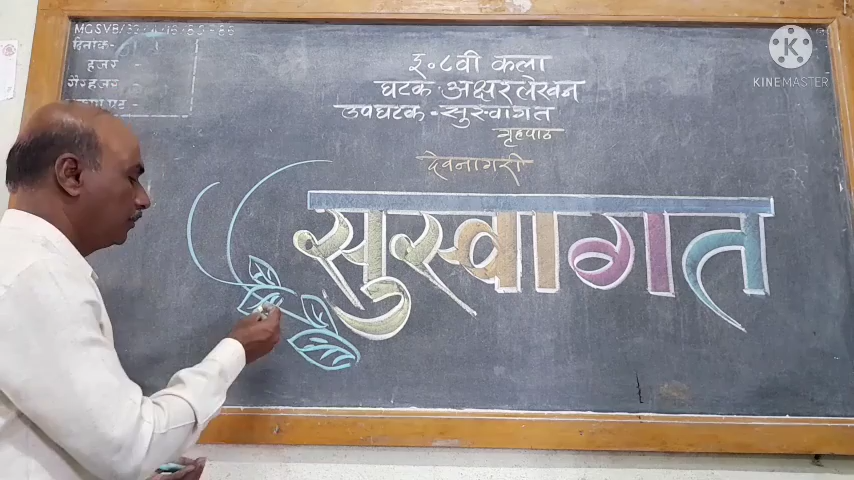 MGSVB/
दिनांक-
हजर -
गैरहजर
इ॰ ८वी कला
घटक अक्षरलेखन
उपघटक - सुस्वागत
गृहपाठ
देवनागरी
सुस्वागत
K
KINEMASTER